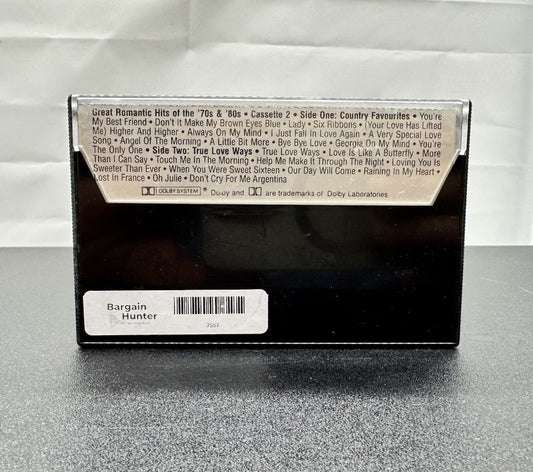 Great Romantic Hits of the '70s & '80s • Cassette 2 • Side One: Country Favourites • You're
My Best Friend • Don't It Make My Brown Eyes Blue • Lady • Six Ribbons • (Your Love Has Lifted
Me) Higher And Higher • Always On My Mind • I Just Fall In Love Again • A Very Special Love
Song • Angel Of The Morning • A Little Bit More • Bye Bye Love • Georgia On My Mind • You're
The Only One • Side Two: True Love Ways • True Love Ways • Love Is Like A Butterfly • More
Than I Can Say • Touch Me In The Morning • Help Me Make It Through The Night • Loving You Is
Sweeter Than Ever • When You Were Sweet Sixteen • Our Day Will Come • Raining In My Heart •
Lost In France • Oh Julie • Don't Cry For Me Argentina
DOLBY SYSTEM ® Dolby and are trademarks of Dolby Laboratories
Bargain
Hunter
7557